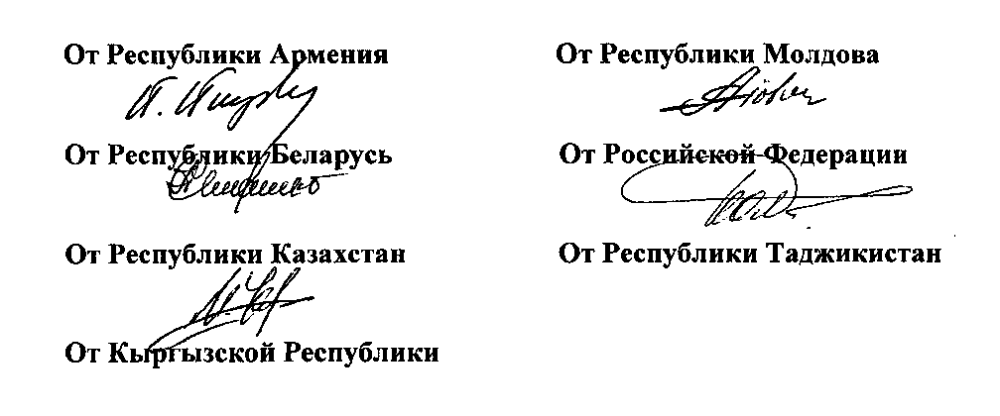 От Республики Армения
От Республики Беларусь
От Республики Казахстан
От Кыргызской Республики
От Республики Молдова
От Российской Федерации
От Республики Таджикистан